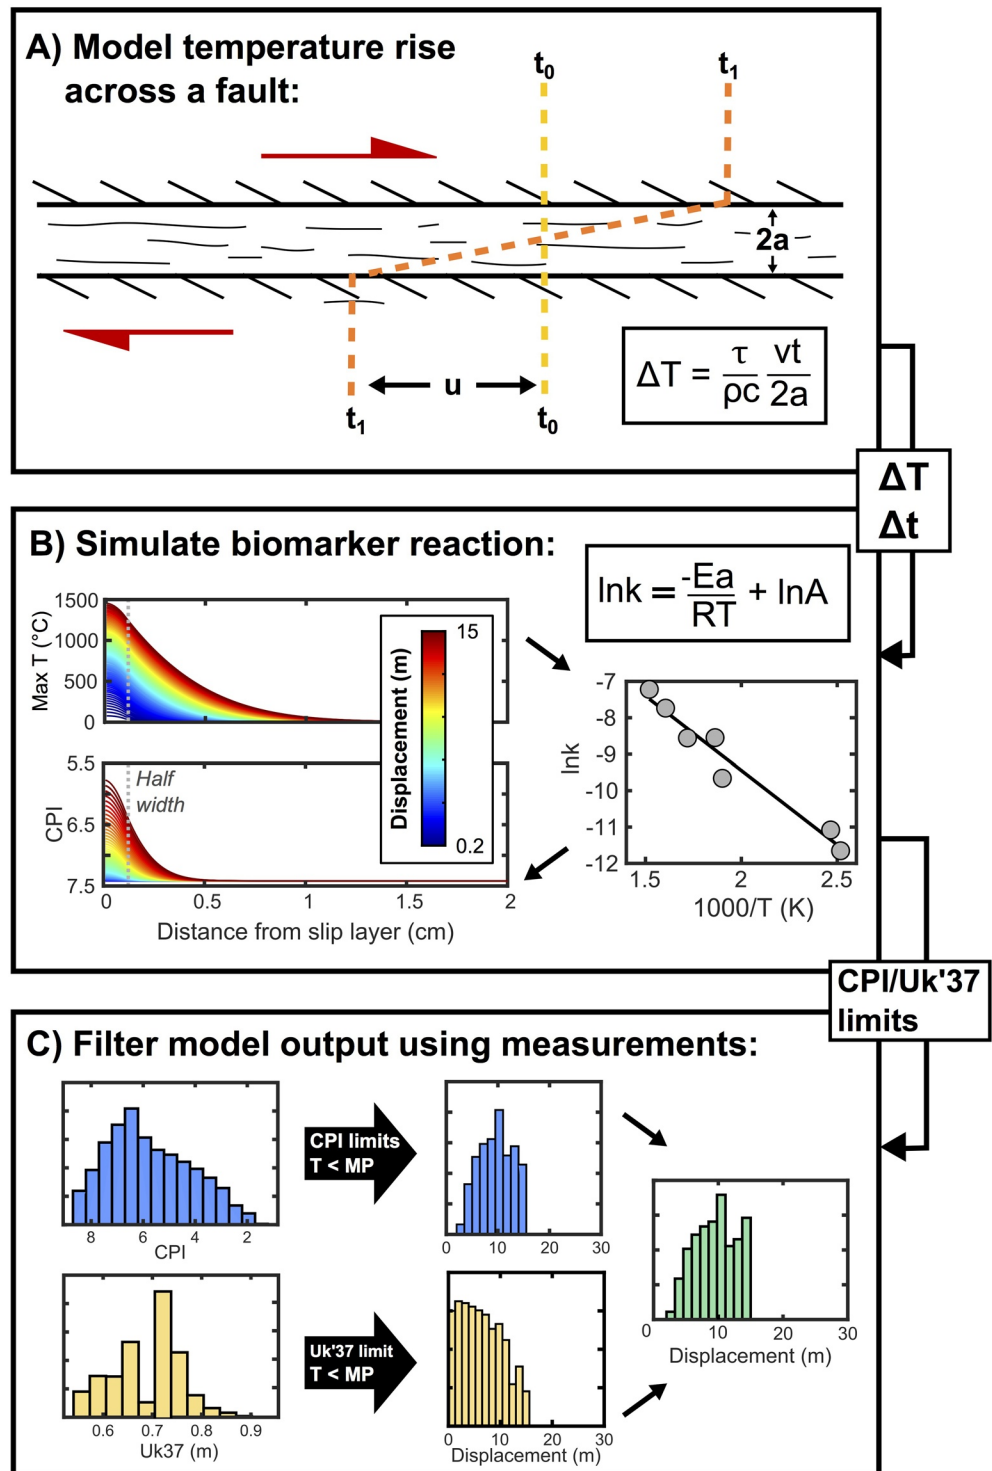 A) Model temperature rise
across a fault:
t0
t1
2a
u
t1
t0
ΔT = τ/ρc vt/2a
ΔT
Δt
B) Simulate biomarker reaction:
lnk = -Ea/RT + lnA
1500
1000
500
0
Max T (°C)
5.5
6.5
7.5
CPI
Half
width
0
0.5
1
1.5
2
Distance from slip layer (cm)
Displacement (m)
15
0.2
-7
-8
-9
-10
-11
-12
lnk
1.5
2
2.5
1000/T (K)
CPI/Uk'37
limits
C) Filter model output using measurements:
8
6
4
2
CPI
CPI limits
T < MP
0
10
20
30
0.6
0.7
0.8
0.9
Uk37 (m)
Uk'37 limit
T < MP
0
10
20
30
Displacement (m)
0
10
20
30
Displacement (m)